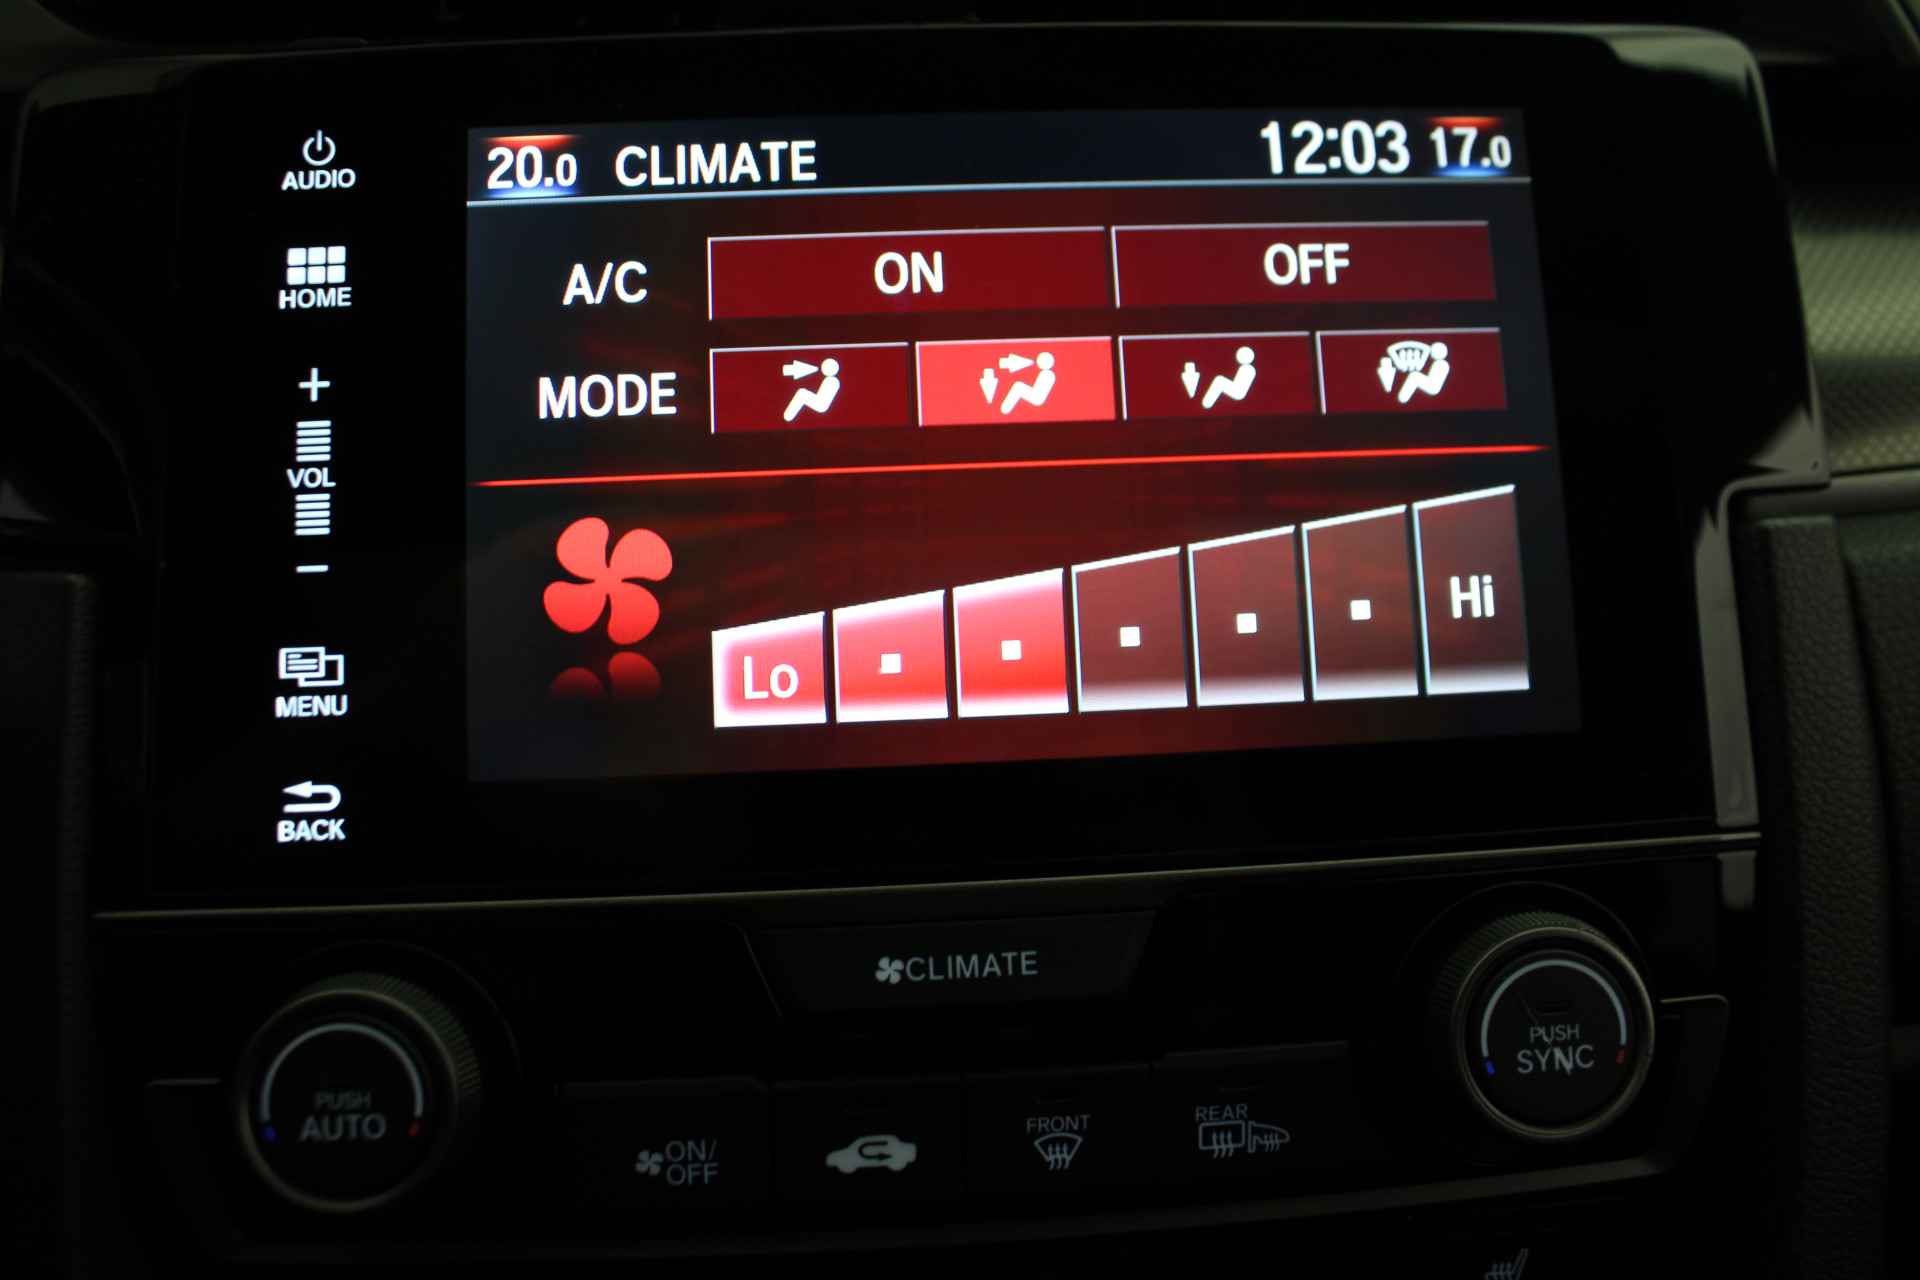 AUDIO
20.0 CLIMATE 12:03 17.0
A/C ON OFF
HOME
MODE
+
VOL
-
Lo Hi
MENU
BACK
CLIMATE
PUSH
AUTO
ON/
OFF
FRONT
REAR
PUSH
SYNC